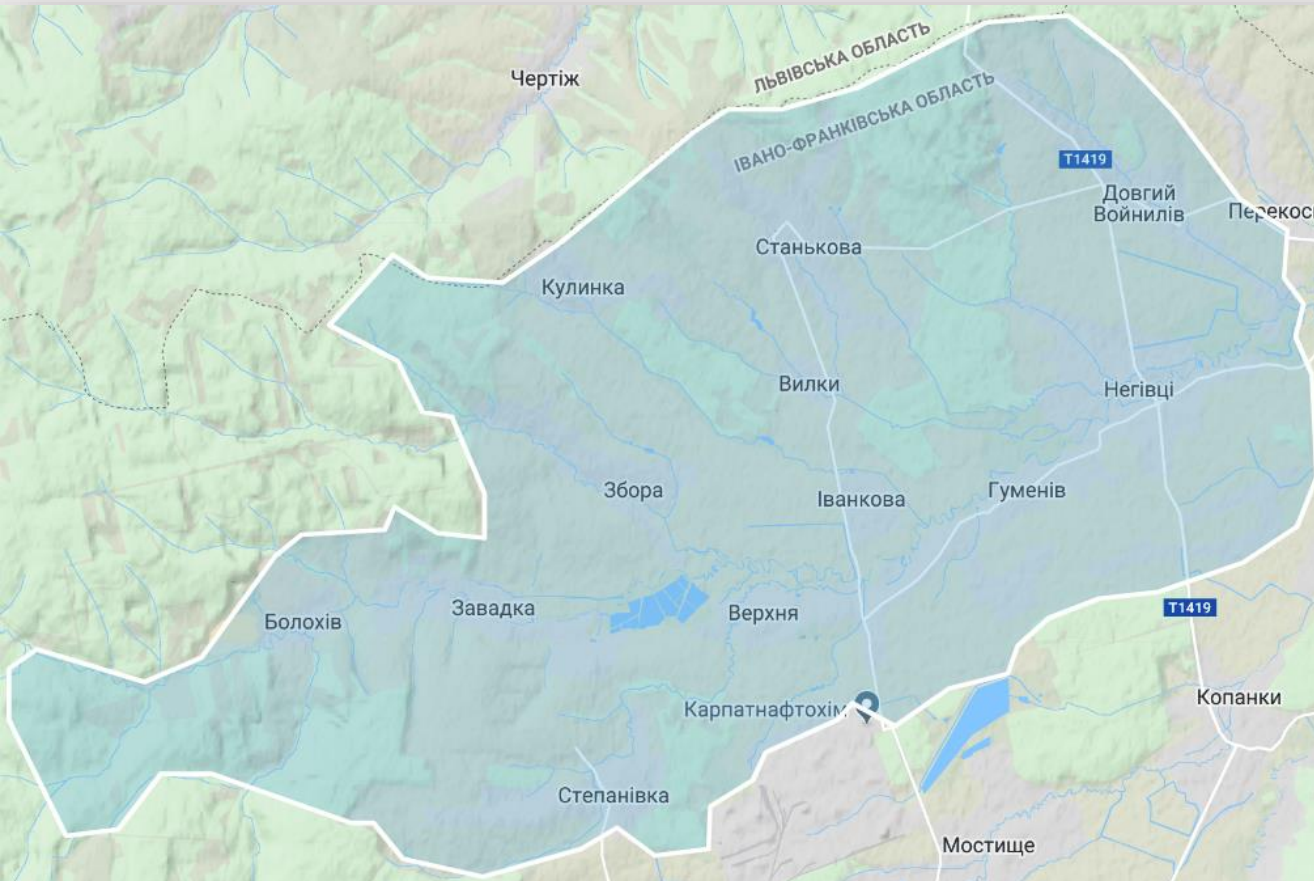 ЛЬВІВСЬКА ОБЛАСТЬ
Чертіж
ІВАНО-ФРАНКІВСЬКА ОБЛАСТЬ
Т1419
Довгий
Войнилів
Перекос
Станькова
Кулинка
Вилки
Негівці
Збора
Іванкова
Гуменів
Завадка
Верхня
Т1419
Болохів
Копанки
Карпатнафтохім
Степанівка
Мостище